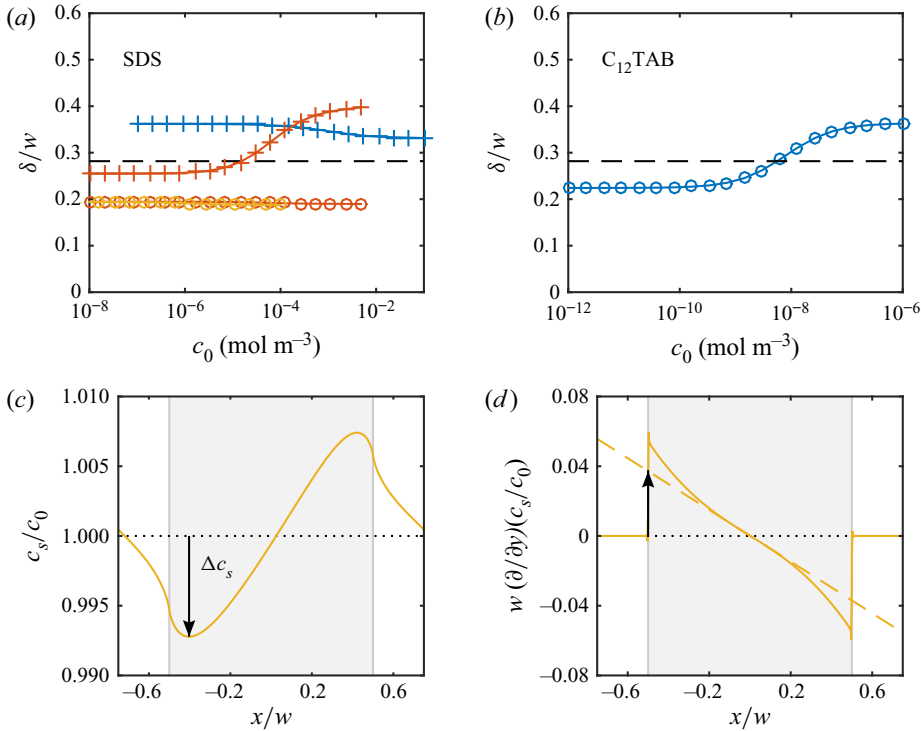 (a)
SDS
0.6
0.5
0.4
0.3
0.2
0.1
0
δ/w
10⁻⁸
10⁻⁶
10⁻⁴
10⁻²
c₀ (mol m⁻³)
(b)
C₁₂TAB
0.6
0.5
0.4
0.3
0.2
0.1
0
δ/w
10⁻¹²
10⁻¹⁰
10⁻⁸
10⁻⁶
c₀ (mol m⁻³)
(c)
1.010
1.005
1.000
0.995
0.990
cₛ/c₀
Δcₛ
−0.6
−0.2
0.2
0.6
x/w
(d)
0.08
0.04
0
−0.04
−0.08
w (∂/∂y)(cₛ/c₀)
−0.6
−0.2
0.2
0.6
x/w